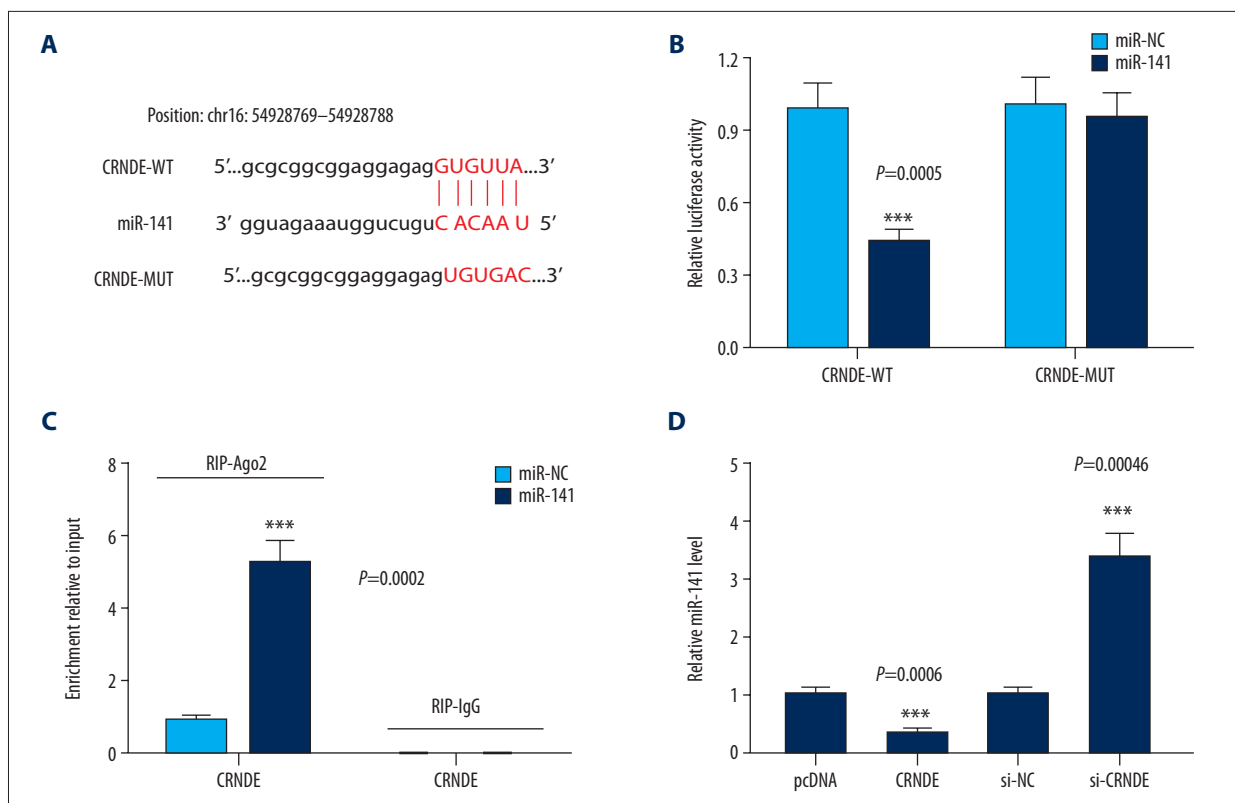 A
Position: chr16: 54928769–54928788
CRNDE-WT 5’...gcgcggcggaggagagGUGUUA...3’
miR-141 3’ gguagaaauggucuguC ACAA U 5’
CRNDE-MUT 5’...gcgcggcggaggagagUGUGAC...3’
B
miR-NC
miR-141
Relative luciferase activity
1.2
0.9
0.6
0.3
0.0
P=0.0005
***
CRNDE-WT CRNDE-MUT
C
RIP-Ago2
miR-NC
miR-141
Enrichment relative to input
8
6
4
2
0
***
P=0.0002
RIP-IgG
CRNDE CRNDE
D
Relative miR-141 level
5
4
3
2
1
0
P=0.00046
***
P=0.0006
***
pcDNA CRNDE si-NC si-CRNDE